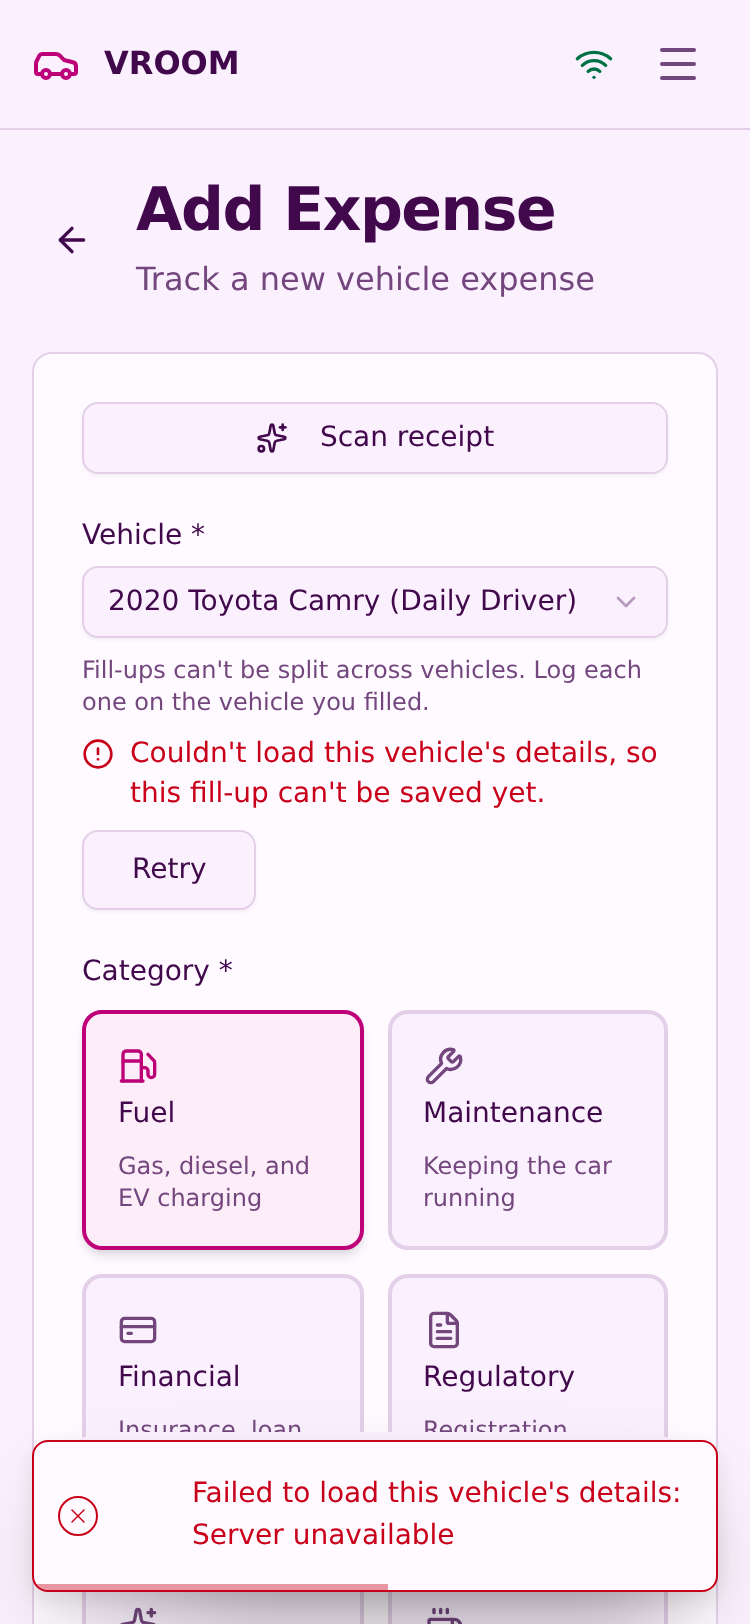 VROOM
Add Expense
Track a new vehicle expense
Scan receipt
Vehicle *
2020 Toyota Camry (Daily Driver)
Fill-ups can't be split across vehicles. Log each
one on the vehicle you filled.
Couldn't load this vehicle's details, so
this fill-up can't be saved yet.
Retry
Category *
Fuel
Gas, diesel, and
EV charging
Maintenance
Keeping the car
running
Financial
Insurance, loan
Regulatory
Registration
Failed to load this vehicle's details:
Server unavailable